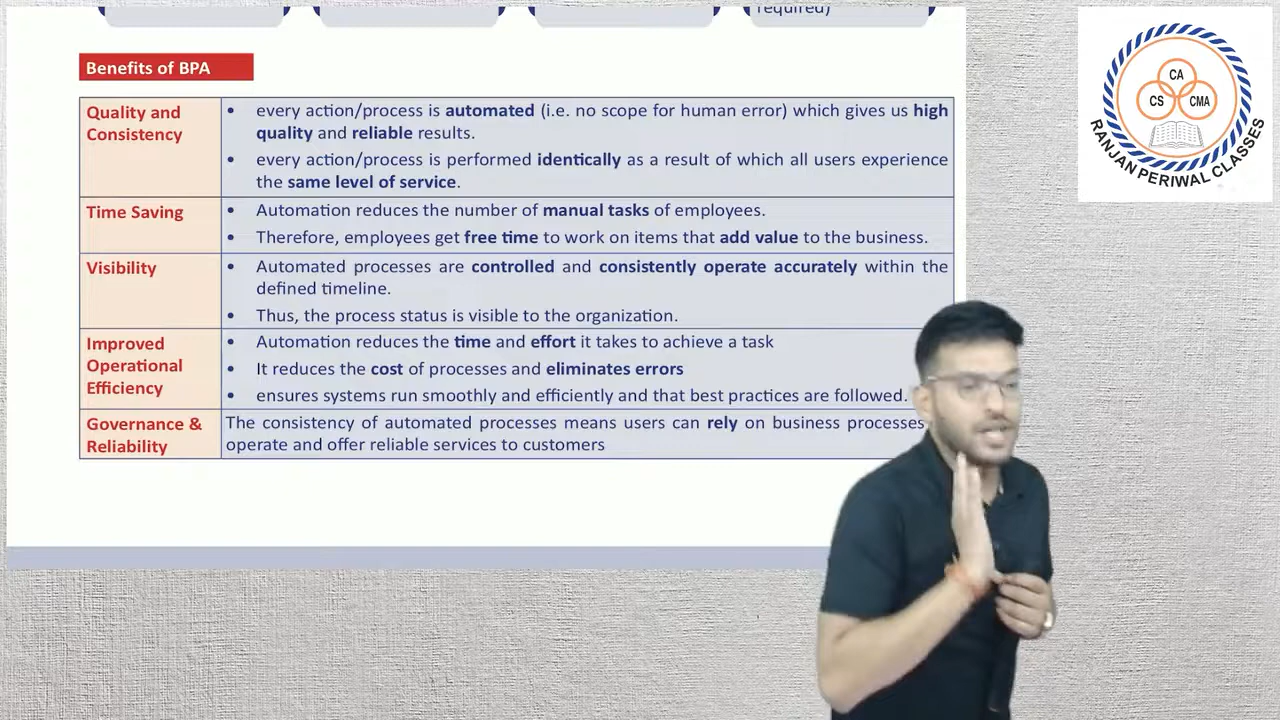 required)
Benefits of BPA
Quality and
Consistency
• every action/process is automated (i.e. no scope for human error) which gives us high
quality and reliable results.
• every action/process is performed identically as a result of which all users experience
the same level of service.
Time Saving
• Automation reduces the number of manual tasks of employees.
• Therefore, employees get free time to work on items that add value to the business.
Visibility
• Automated processes are controlled and consistently operate accurately within the
defined timeline.
• Thus, the process status is visible to the organization.
Improved
Operational
Efficiency
• Automation reduces the time and effort it takes to achieve a task
• It reduces the cost of processes and eliminates errors
• ensures systems run smoothly and efficiently and that best practices are followed.
Governance &
Reliability
The consistency of automated processes means users can rely on business processes
operate and offer reliable services to customers
CA
CS
CMA
RANJAN PERIWAL CLASSES